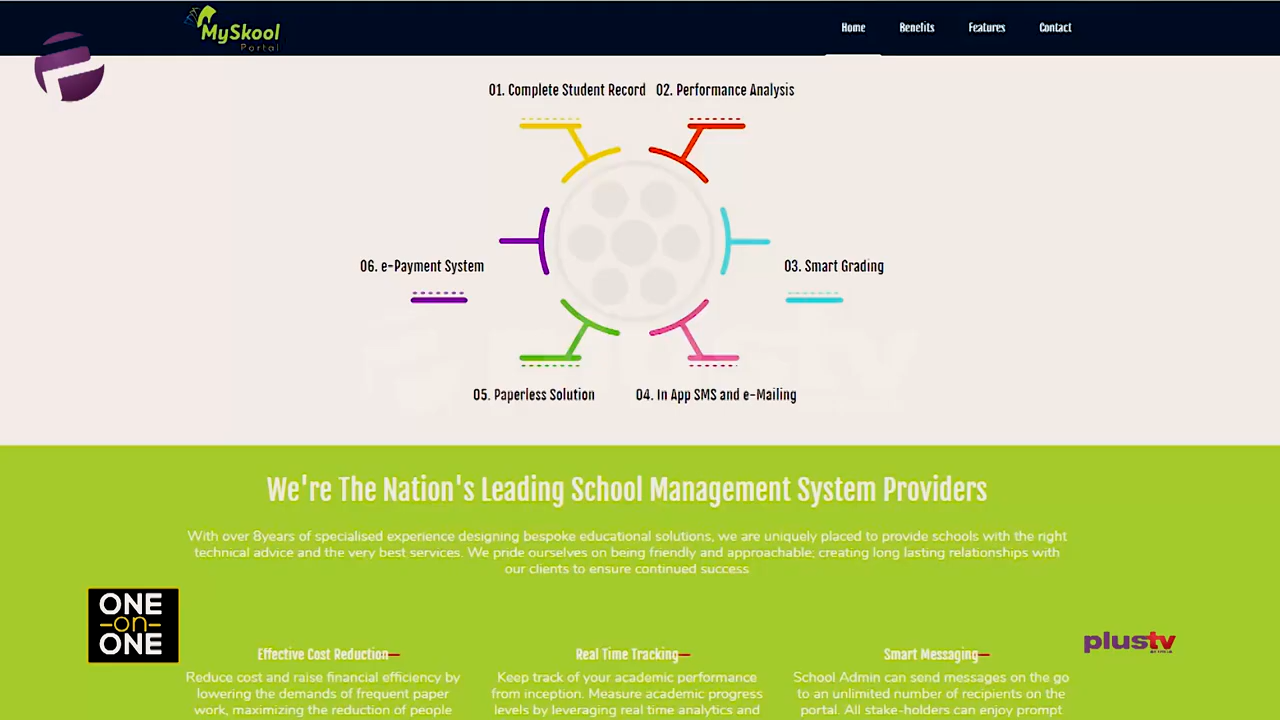 MySkool
Portal
Home Benefits Features Contact
01. Complete Student Record 02. Performance Analysis
06. e-Payment System
03. Smart Grading
05. Paperless Solution
04. In App SMS and e-Mailing
We're The Nation's Leading School Management System Providers
With over 8years of specialised experience designing bespoke educational solutions, we are uniquely placed to provide schools with the right
technical advice and the very best services. We pride ourselves on being friendly and approachable; creating long lasting relationships with
our clients to ensure continued success.
ONE
-on-
ONE
plustv
Effective Cost Reduction
Reduce cost and raise financial efficiency by
lowering the demands of frequent paper
work, maximizing the reduction of people
Real Time Tracking
Keep track of your academic performance
from inception. Measure academic progress
levels by leveraging real time analytics and
Smart Messaging
School Admin can send messages on the go
to an unlimited number of recipients on the
portal. All stake-holders can enjoy prompt